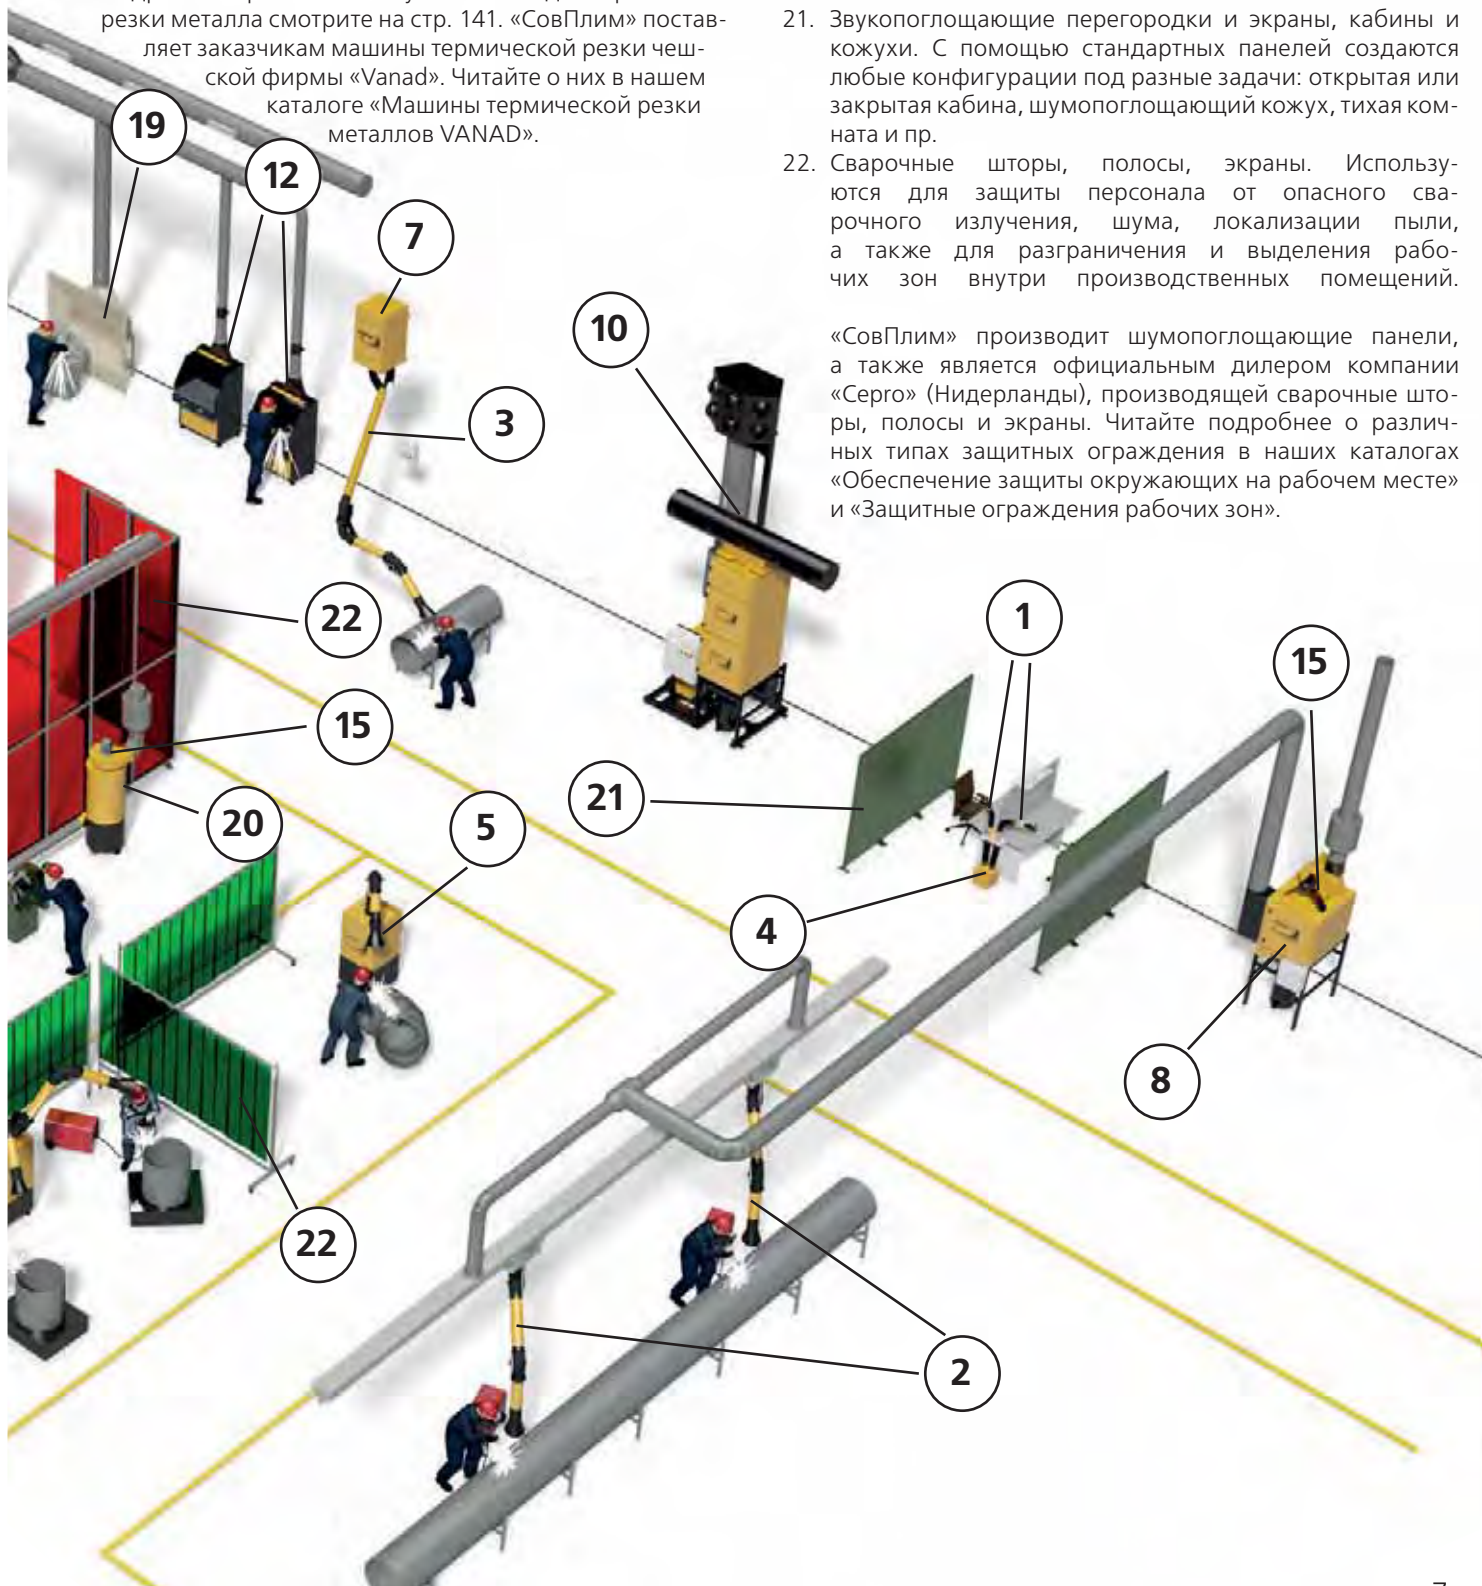 резки металла смотрите на стр. 141. «СовПлим» постав-
ляет заказчикам машины термической резки чеш-
ской фирмы «Vanad». Читайте о них в нашем
каталоге «Машины термической резки
металлов VANAD».
21. Звукопоглощающие перегородки и экраны, кабины и
кожухи. С помощью стандартных панелей создаются
любые конфигурации под разные задачи: открытая или
закрытая кабина, шумопоглощающий кожух, тихая ком-
ната и пр.
22. Сварочные шторы, полосы, экраны. Использу-
ются для защиты персонала от опасного сва-
рочного излучения, шума, локализации пыли,
а также для разграничения и выделения рабо-
чих зон внутри производственных помещений.
«СовПлим» производит шумопоглощающие панели,
а также является официальным дилером компании
«Cepro» (Нидерланды), производящей сварочные што-
ры, полосы и экраны. Читайте подробнее о различ-
ных типах защитных ограждения в наших каталогах
«Обеспечение защиты окружающих на рабочем месте»
и «Защитные ограждения рабочих зон».
19
12
7
10
3
22
1
15
15
21
20
5
4
8
22
2